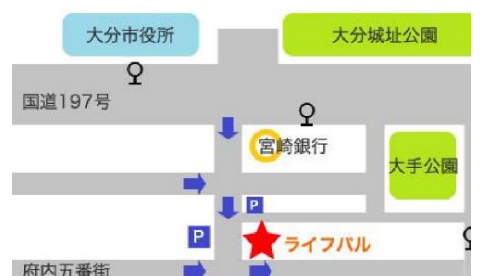 大分市役所
大分城址公園
国道197号
宮崎銀行
大手公園
P
P
ライフパル
府内五番街